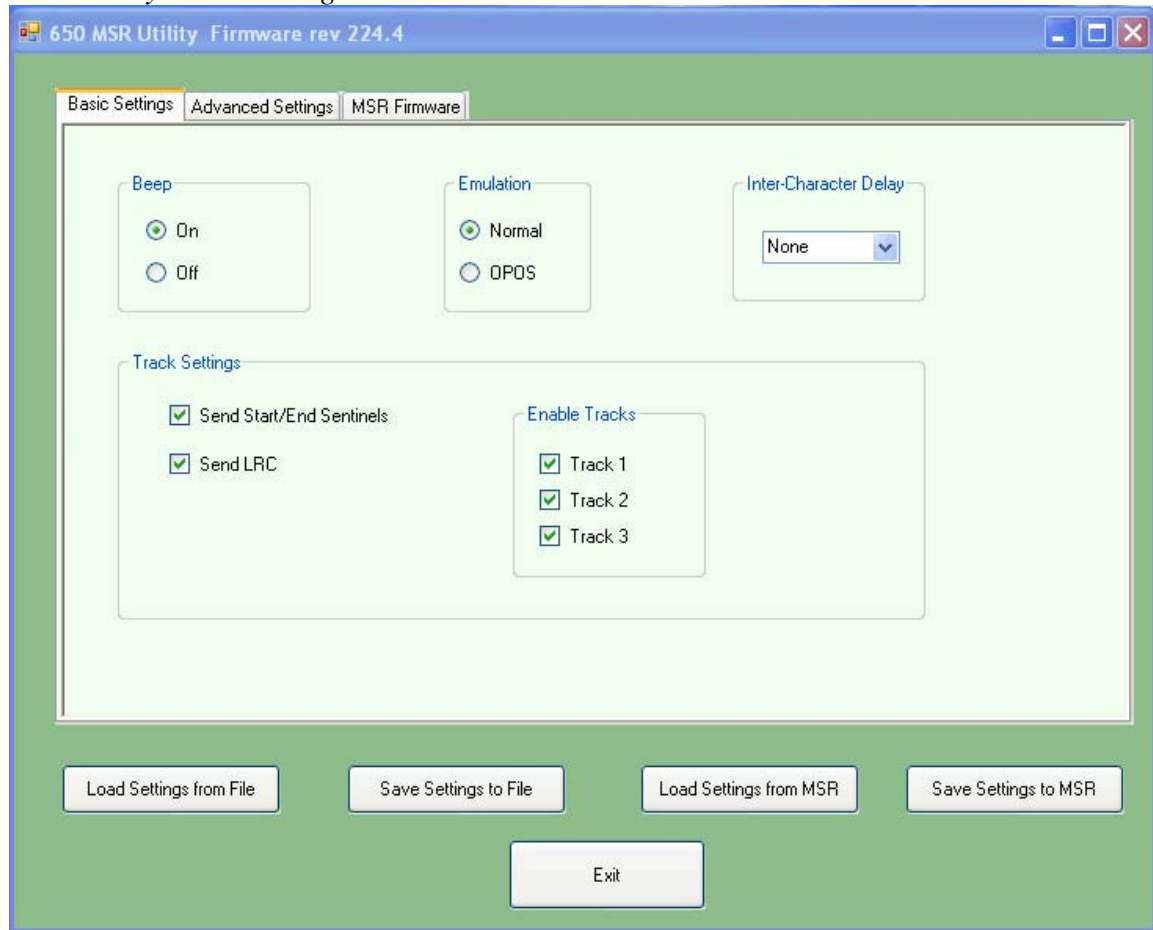 650 MSR Utility Firmware rev 224.4
Basic Settings Advanced Settings MSR Firmware
Beep Emulation Inter-Character Delay
On Normal None
Off OPOS
Track Settings
Send Start/End Sentinels Enable Tracks
Send LRC Track 1
Track 2
Track 3
Load Settings from File Save Settings to File Load Settings from MSR Save Settings to MSR
Exit